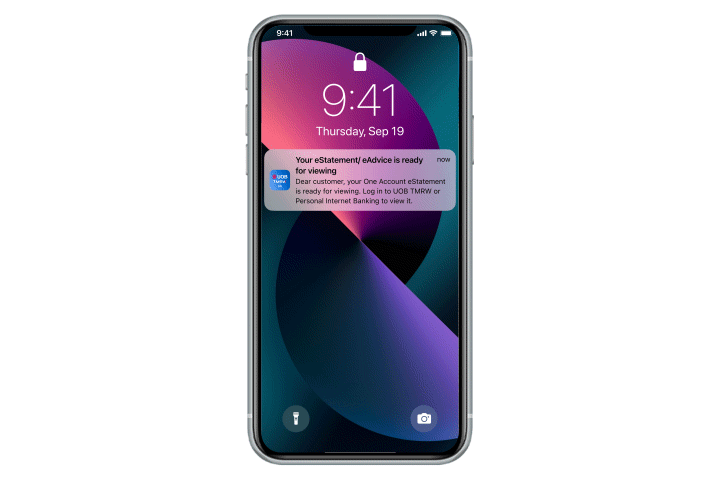 9:41
9:41
Thursday, Sep 19
Your eStatement/ eAdvice is ready now
for viewing
UOB
TMRW
Dear customer, your One Account eStatement
is ready for viewing. Log in to UOB TMRW or
Personal Internet Banking to view it.